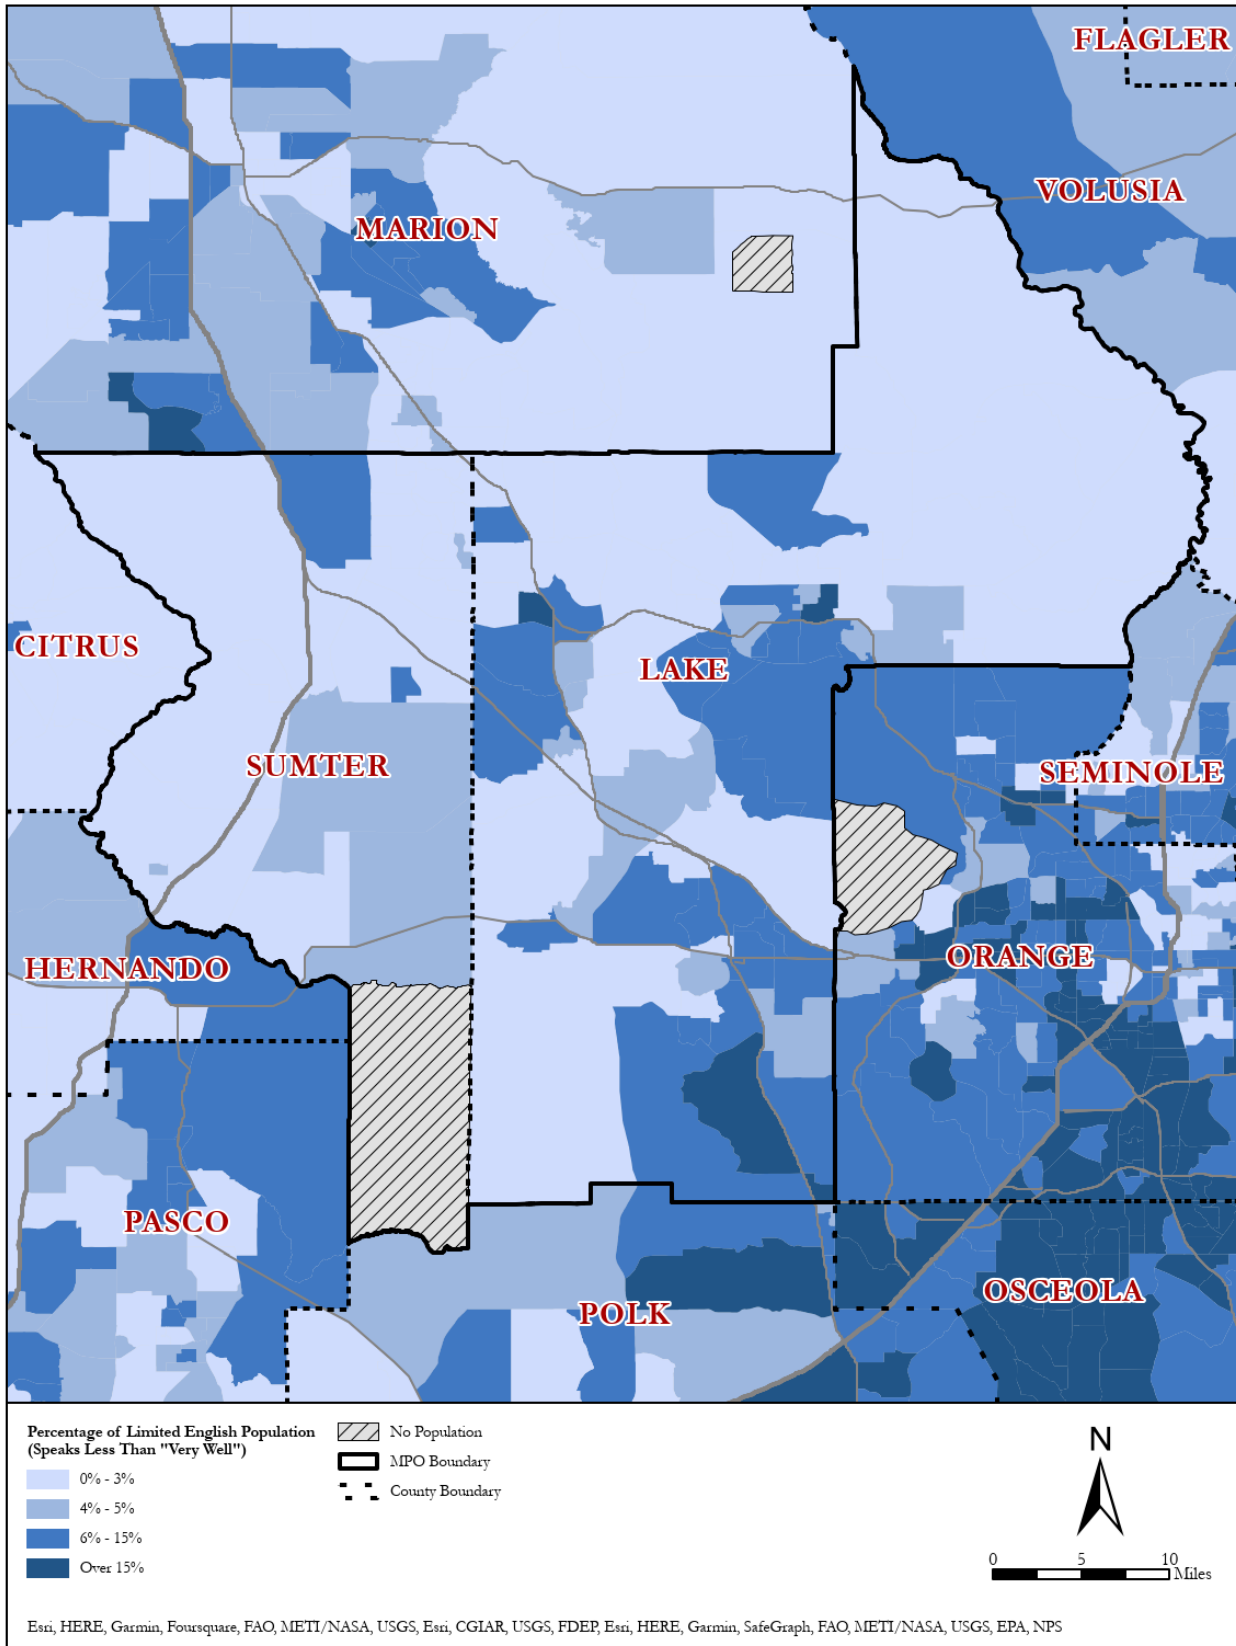 FLAGLER
VOLUSIA
MARION
CITRUS
LAKE
SUMTER
SEMINOLE
HERNANDO
ORANGE
PASCO
OSCEOLA
POLK
Percentage of Limited English Population
(Speaks Less Than "Very Well")
0% - 3%
4% - 5%
6% - 15%
Over 15%
No Population
MPO Boundary
County Boundary
N
0 5 10
Miles
Esri, HERE, Garmin, Foursquare, FAO, METI/NASA, USGS, Esri, CGIAR, USGS, FDEP, Esri, HERE, Garmin, SafeGraph, FAO, METI/NASA, USGS, EPA, NPS